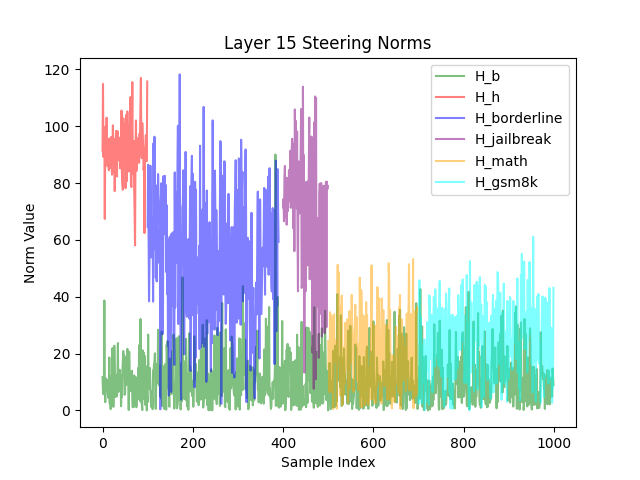 Layer 15 Steering Norms
120
100
80
60
40
20
0
Norm Value
H_b
H_h
H_borderline
H_jailbreak
H_math
H_gsm8k
0
200
400
600
800
1000
Sample Index